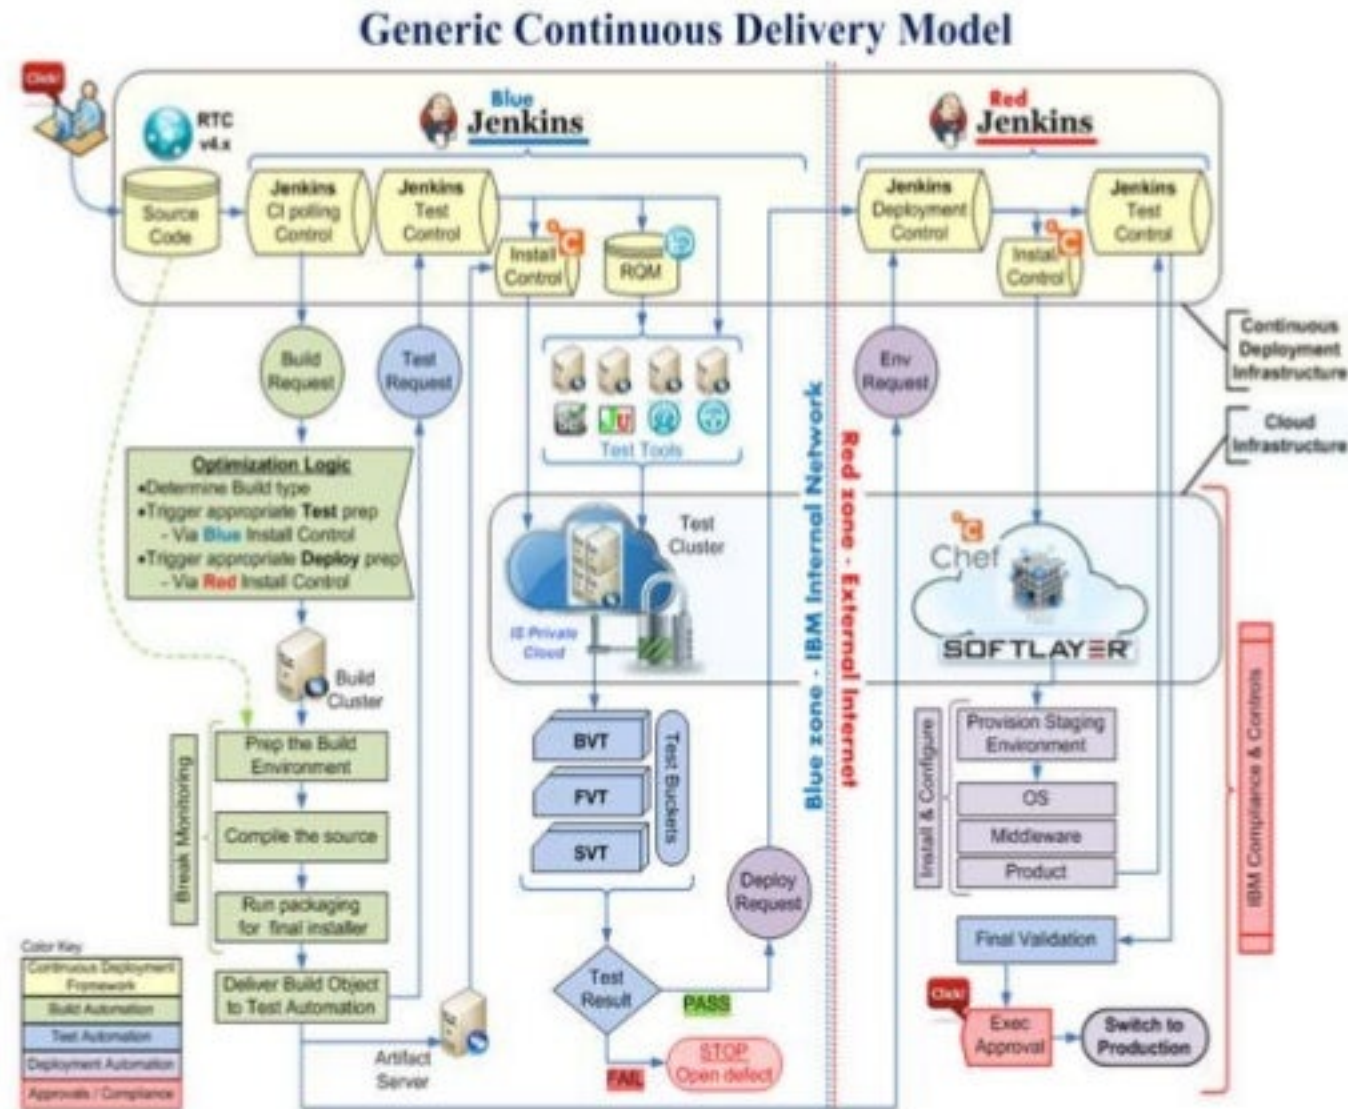 Generic Continuous Delivery Model
Click!
RTC
v4.x
Blue
Jenkins
Red
Jenkins
Source
Code
Jenkins
CI polling
Control
Jenkins
Test
Control
Install
Control
RQM
Jenkins
Deployment
Control
Install
Control
Jenkins
Test
Control
Continuous
Deployment
Infrastructure
Cloud
Infrastructure
Build
Request
Test
Request
Env
Request
JU
Test Tools
Optimization Logic
•Determine Build type
•Trigger appropriate Test prep
- Via Blue Install Control
•Trigger appropriate Deploy prep
- Via Red Install Control
Blue zone - IBM Internal Network
Red zone - External Internet
Test
Cluster
IS Private
Cloud
Chef
SOFTLAYER
Build
Cluster
Break Monitoring
Prep the Build
Environment
Compile the source
Run packaging
for final installer
Deliver Build Object
to Test Automation
Artifact
Server
BVT
FVT
SVT
Test Buckets
Test
Result
PASS
FAIL
STOP
Open defect
Deploy
Request
Install & Configure
Provision Staging
Environment
OS
Middleware
Product
Final Validation
Click!
Exec
Approval
Switch to
Production
IBM Compliance & Controls
Color Key:
Continuous Deployment
Framework
Build Automation
Test Automation
Deployment Automation
Approvals / Compliance